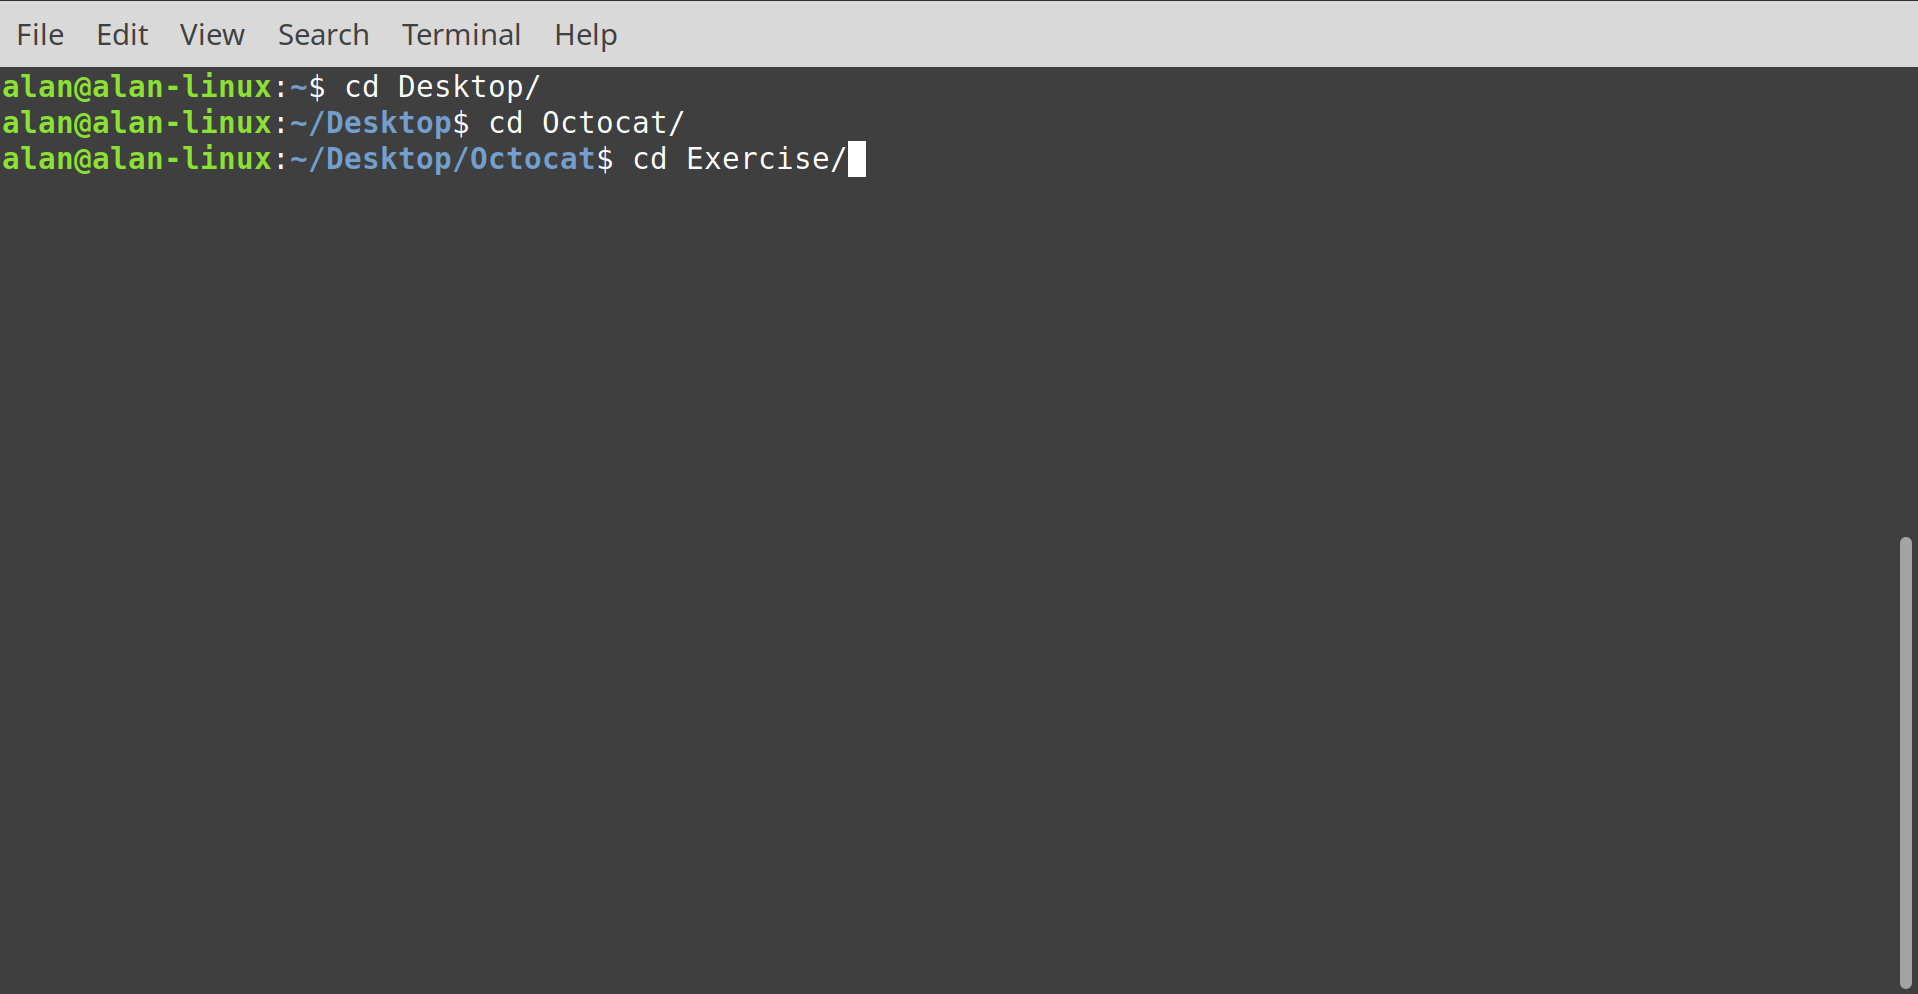 File Edit View Search Terminal Help
alan@alan-linux:~$ cd Desktop/
alan@alan-linux:~/Desktop$ cd Octocat/
alan@alan-linux:~/Desktop/Octocat$ cd Exercise/